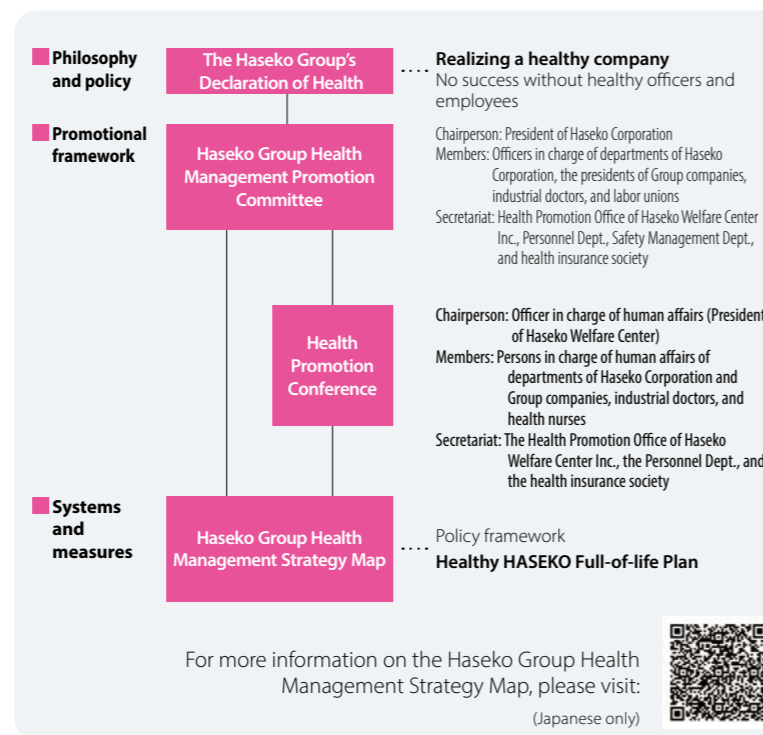 Philosophy
and policy
The Haseko Group's
Declaration of Health
Realizing a healthy company
No success without healthy officers and
employees
Promotional
framework
Haseko Group Health
Management Promotion
Committee
Chairperson: President of Haseko Corporation
Members: Officers in charge of departments of Haseko
Corporation, the presidents of Group companies,
industrial doctors, and labor unions
Secretariat: Health Promotion Office of Haseko Welfare Center
Inc., Personnel Dept., Safety Management Dept.,
and health insurance society
Health
Promotion
Conference
Chairperson: Officer in charge of human affairs (President
of Haseko Welfare Center)
Members: Persons in charge of human affairs of
departments of Haseko Corporation and
Group companies, industrial doctors, and
health nurses
Secretariat: The Health Promotion Office of Haseko
Welfare Center Inc., the Personnel Dept., and
the health insurance society
Systems
and
measures
Haseko Group Health
Management Strategy Map
Policy framework
Healthy HASEKO Full-of-life Plan
For more information on the Haseko Group Health
Management Strategy Map, please visit:
(Japanese only)